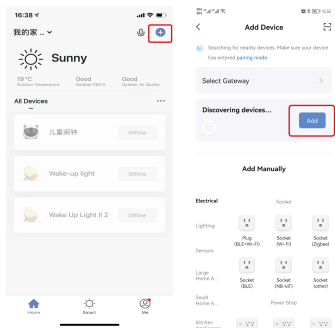 16:38
我的家 .. ▾
Sunny
19 °C
Outdoor Temperature
Good
Outdoor PM2.5
Good
Outdoor Air Quality
All Devices
...
儿童闹钟
Offline
Wake-up light
Offline
Wake Up Light II 2
Offline
Home
Smart
Me
Add Device
Searching for nearby devices. Make sure your device
has entered pairing mode.
Select Gateway
Discovering devices...
Add
Add Manually
Electrical
Socket
Lighting
Plug
(BLE+Wi-Fi)
Socket
(Wi-Fi)
Socket
(Zigbee)
Sensors
Large
Home A...
Socket
(BLE)
Socket
(NB-IoT)
Socket
(other)
Small
Home A...
Power Strip
Kitchen